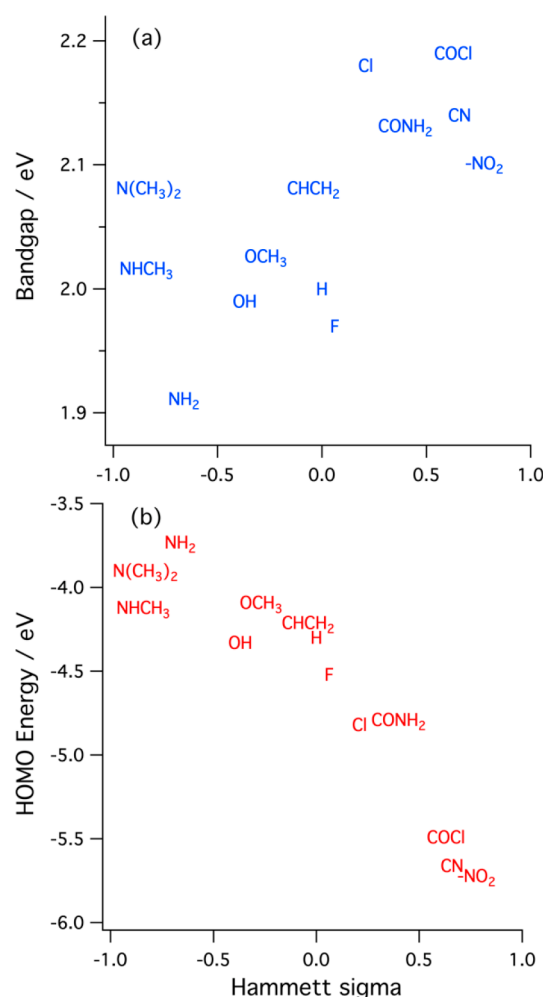 (a)
2.2
2.1
2.0
1.9
Bandgap / eV
COCl
Cl
CN
CONH₂
-NO₂
N(CH₃)₂
CHCH₂
OCH₃
NHCH₃
H
OH
F
NH₂
-1.0 -0.5 0.0 0.5 1.0
(b)
-3.5
-4.0
-4.5
-5.0
-5.5
-6.0
HOMO Energy / eV
NH₂
N(CH₃)₂
NHCH₃
OCH₃
CHCH₂
OH
H
F
Cl
CONH₂
COCl
CN
-NO₂
-1.0 -0.5 0.0 0.5 1.0
Hammett sigma